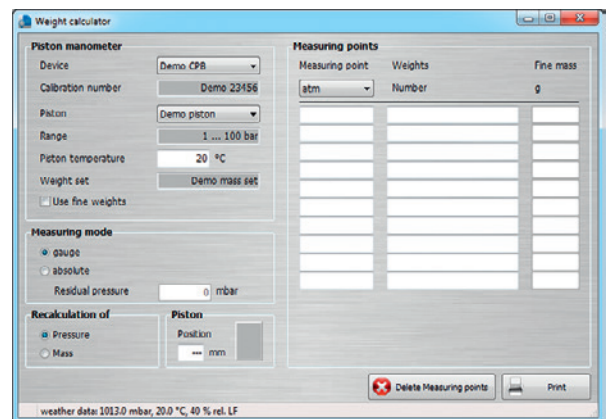 Weight calculator
Piston manometer
Device Demo CPB
Calibration number Demo 23456
Piston Demo piston
Range 1 ... 100 bar
Piston temperature 20 °C
Weight set Demo mass set
Use fine weights
Measuring mode
gauge
absolute
Residual pressure 0 mbar
Recalculation of
Pressure
Mass
Piston
Position
--- mm
Measuring points
Measuring point Weights Fine mass
atm Number g
Delete Measuring points Print
weather data: 1013.0 mbar, 20.0 °C, 40 % rel. LF